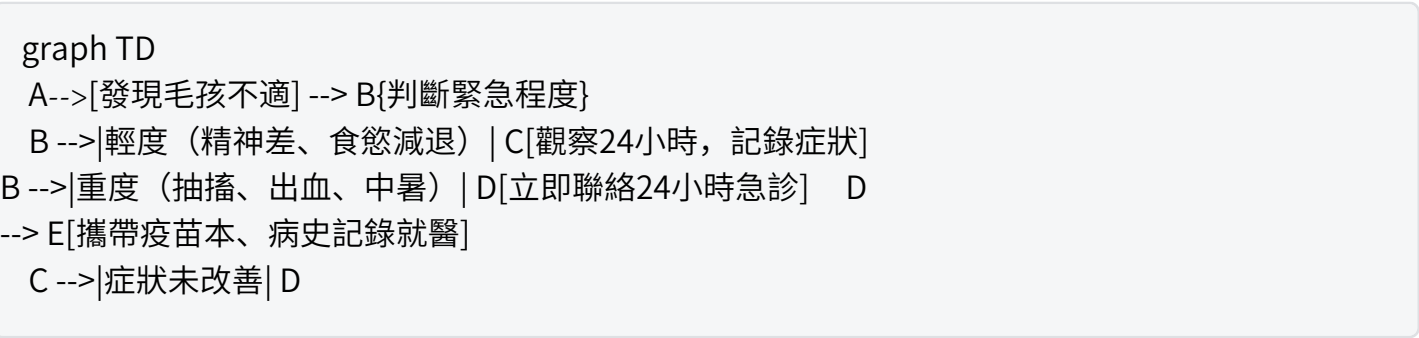 graph TD
A-->[發現毛孩不適] --> B{判斷緊急程度}
B -->|輕度（精神差、食慾減退）| C[觀察24小時，記錄症狀]
B -->|重度（抽搐、出血、中暑）| D[立即聯絡24小時急診] D
--> E[攜帶疫苗本、病史記錄就醫]
C -->|症狀未改善| D